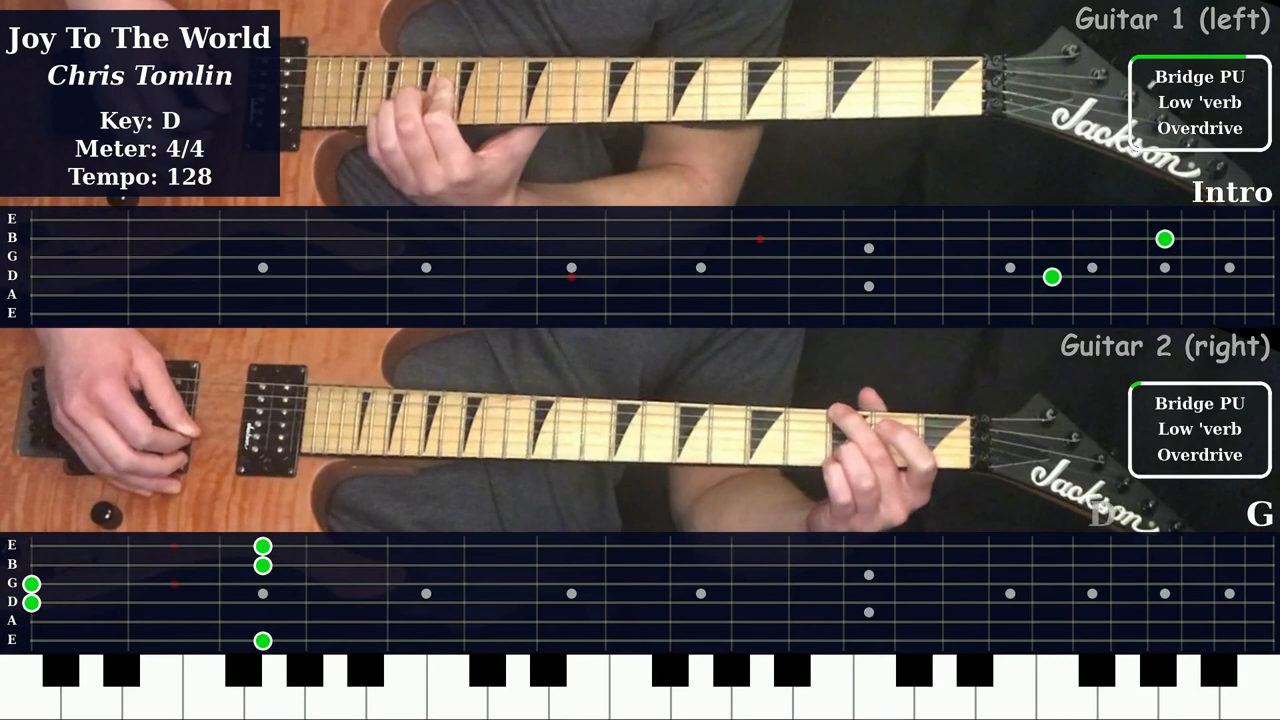 Joy To The World
Chris Tomlin
Key: D
Meter: 4/4
Tempo: 128
Guitar 1 (left)
Bridge PU
Low 'verb
Overdrive
Jackson
Intro
E
B
G
D
A
E
Guitar 2 (right)
Bridge PU
Low 'verb
Overdrive
Jackson
D
G
E
B
G
D
A
E